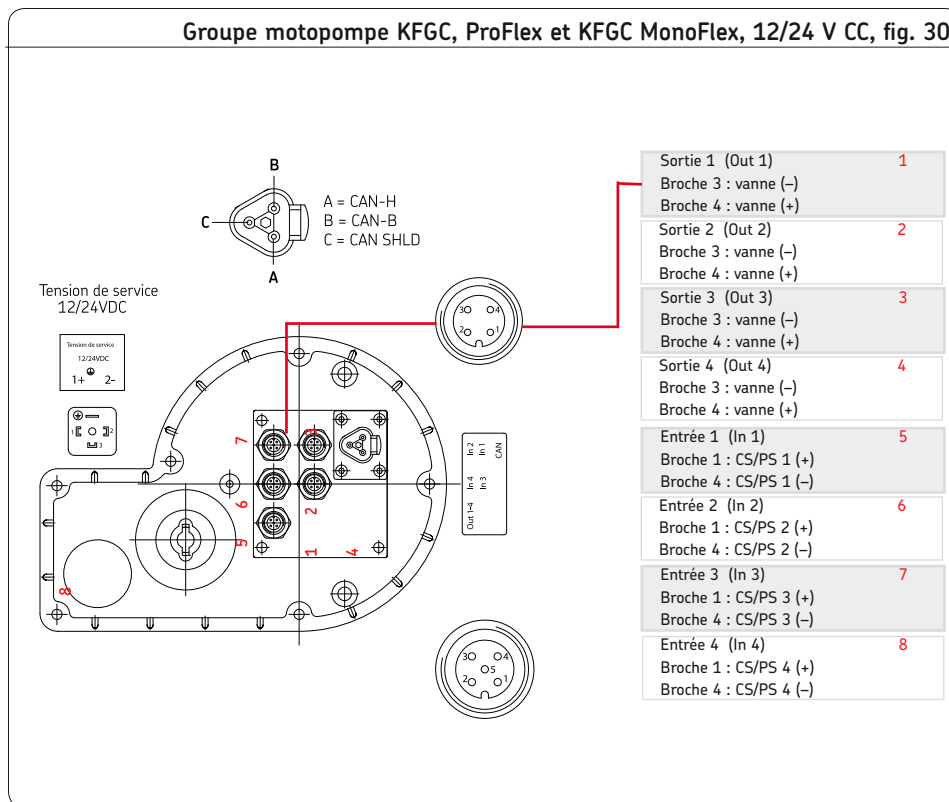 Groupe motopompe KFGC, ProFlex et KFGC MonoFlex, 12/24 V CC, fig. 30
B
C
A
A = CAN-H
B = CAN-B
C = CAN SHLD
Tension de service
12/24VDC
Tension de service
12/24VDC
1+ 2-
1 2
3
3 4
2 1
7
3
6
2
5
1
4
8
In 2
In 1
CAN
In 4
In 3
Out 1-4
3 4
5
2 1
Sortie 1 (Out 1) 1
Broche 3 : vanne (–)
Broche 4 : vanne (+)
Sortie 2 (Out 2) 2
Broche 3 : vanne (–)
Broche 4 : vanne (+)
Sortie 3 (Out 3) 3
Broche 3 : vanne (–)
Broche 4 : vanne (+)
Sortie 4 (Out 4) 4
Broche 3 : vanne (–)
Broche 4 : vanne (+)
Entrée 1 (In 1) 5
Broche 1 : CS/PS 1 (+)
Broche 4 : CS/PS 1 (–)
Entrée 2 (In 2) 6
Broche 1 : CS/PS 2 (+)
Broche 4 : CS/PS 2 (–)
Entrée 3 (In 3) 7
Broche 1 : CS/PS 3 (+)
Broche 4 : CS/PS 3 (–)
Entrée 4 (In 4) 8
Broche 1 : CS/PS 4 (+)
Broche 4 : CS/PS 4 (–)